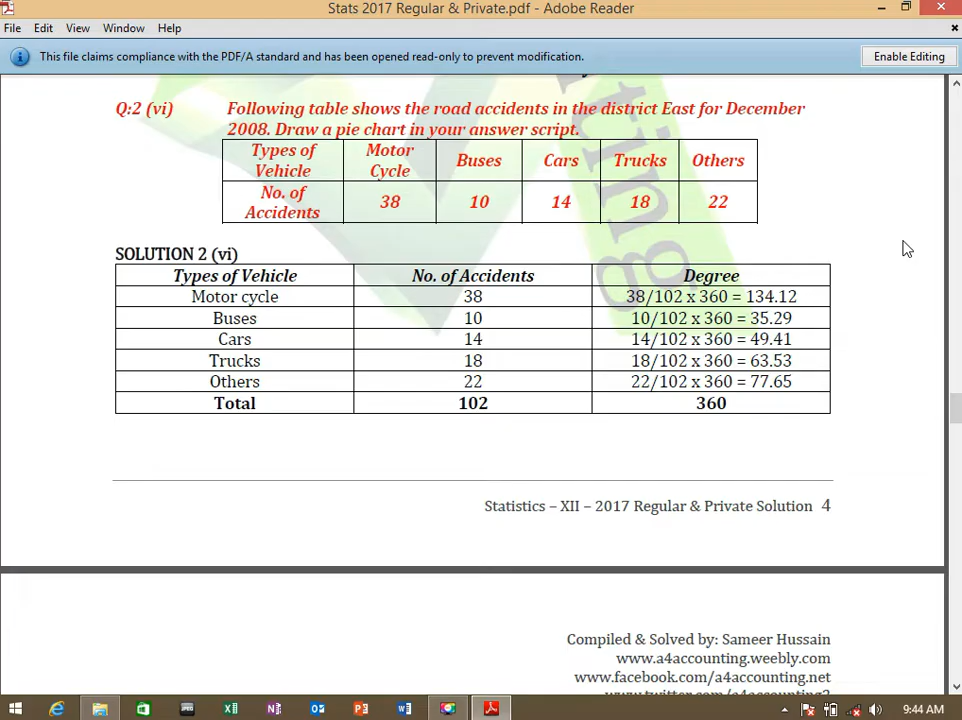 Stats 2017 Regular & Private.pdf - Adobe Reader
File Edit View Window Help
This file claims compliance with the PDF/A standard and has been opened read-only to prevent modification. Enable Editing
Q:2 (vi) Following table shows the road accidents in the district East for December
2008. Draw a pie chart in your answer script.
Types of Vehicle Motor Cycle Buses Cars Trucks Others
No. of Accidents 38 10 14 18 22
SOLUTION 2 (vi)
Types of Vehicle No. of Accidents Degree
Motor cycle 38 38/102 x 360 = 134.12
Buses 10 10/102 x 360 = 35.29
Cars 14 14/102 x 360 = 49.41
Trucks 18 18/102 x 360 = 63.53
Others 22 22/102 x 360 = 77.65
Total 102 360
Statistics – XII – 2017 Regular & Private Solution 4
Compiled & Solved by: Sameer Hussain
www.a4accounting.weebly.com
www.facebook.com/a4accounting.net
www.twitter.com/a4accounting2
9:44 AM